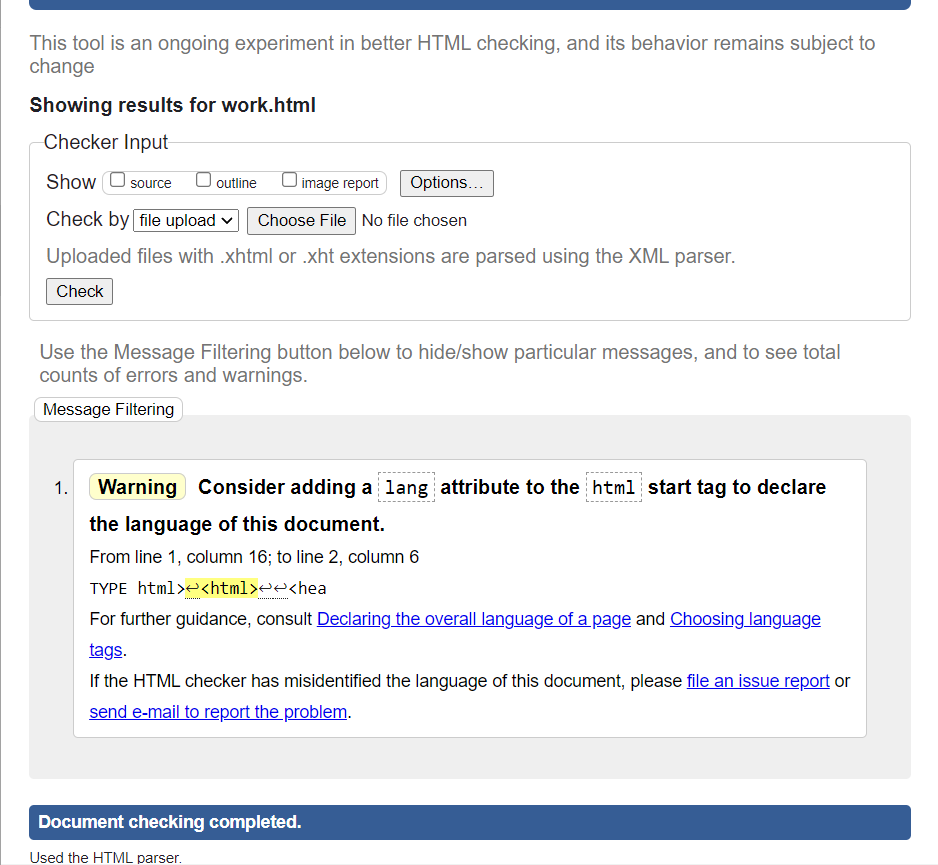 This tool is an ongoing experiment in better HTML checking, and its behavior remains subject to
change
Showing results for work.html
Checker Input
Show source outline image report Options...
Check by file upload Choose File No file chosen
Uploaded files with .xhtml or .xht extensions are parsed using the XML parser.
Check
Use the Message Filtering button below to hide/show particular messages, and to see total
counts of errors and warnings.
Message Filtering
1. Warning Consider adding a lang attribute to the html start tag to declare
the language of this document.
From line 1, column 16; to line 2, column 6
TYPE html>↩<html>↩↩<hea
For further guidance, consult Declaring the overall language of a page and Choosing language
tags.
If the HTML checker has misidentified the language of this document, please file an issue report or
send e-mail to report the problem.
Document checking completed.
Used the HTML parser.